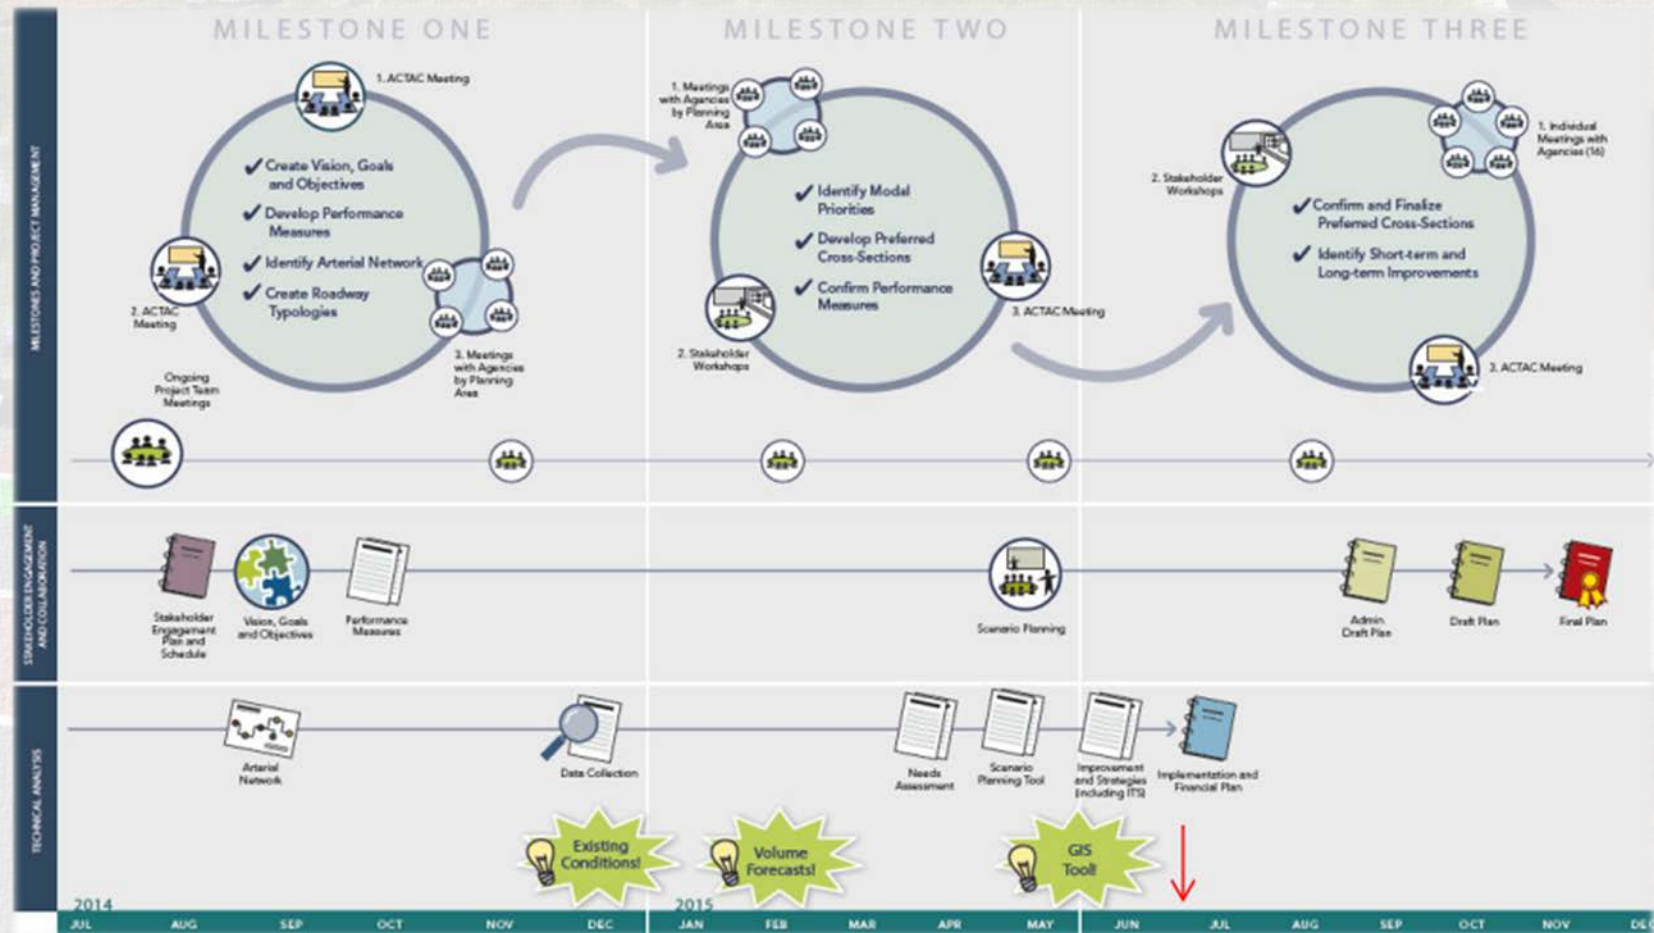 MILESTONE ONE
MILESTONE TWO
MILESTONE THREE
MILESTONES AND PROJECT MANAGEMENT
1. ACTAC Meeting
✔ Create Vision, Goals
and Objectives
✔ Develop Performance
Measures
✔ Identify Arterial Network
✔ Create Roadway
Typologies
2. ACTAC
Meeting
3. Meetings
with Agencies
by Planning
Area
Ongoing
Project Team
Meetings
1. Meetings
with Agencies
by Planning
Area
✔ Identify Modal
Priorities
✔ Develop Preferred
Cross-Sections
✔ Confirm Performance
Measures
2. Stakeholder
Workshops
3. ACTAC Meeting
1. Individual
Meetings with
Agencies (16)
2. Stakeholder
Workshops
✔ Confirm and Finalize
Preferred Cross-Sections
✔ Identify Short-term and
Long-term Improvements
3. ACTAC Meeting
STAKEHOLDER ENGAGEMENT
AND COLLABORATION
Stakeholder
Engagement
Plan and
Schedule
Vision, Goals
and Objectives
Performance
Measures
Scenario Planning
Admin
Draft Plan
Draft Plan
Final Plan
TECHNICAL ANALYSIS
Arterial
Network
Data Collection
Needs
Assessment
Scenario
Planning Tool
Improvement
and Strategies
(including ITS)
Implementation and
Financial Plan
Existing
Conditions!
Volume
Forecasts!
GIS
Tool!
2014
2015
JUL AUG SEP OCT NOV DEC JAN FEB MAR APR MAY JUN JUL AUG SEP OCT NOV DEC